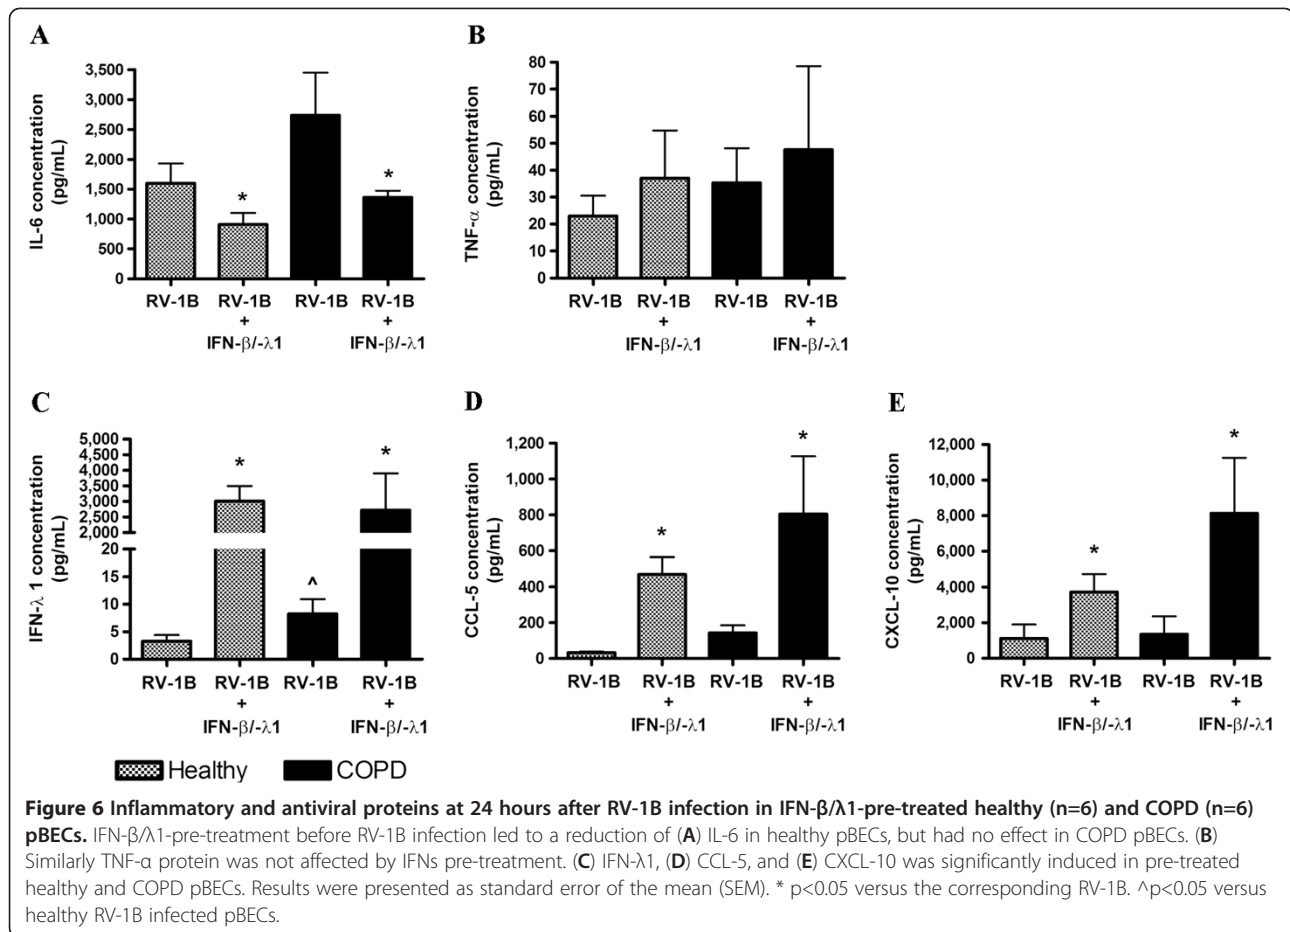 A
IL-6 concentration
(pg/mL)
3,500
3,000
2,500
2,000
1,500
1,000
500
0
*
*
RV-1B
RV-1B
+
IFN-β/-λ1
RV-1B
RV-1B
+
IFN-β/-λ1
B
TNF-α concentration
(pg/mL)
80
70
60
50
40
30
20
10
0
RV-1B
RV-1B
+
IFN-β/-λ1
RV-1B
RV-1B
+
IFN-β/-λ1
C
IFN-λ 1 concentration
(pg/mL)
5,000
4,500
4,000
3,500
3,000
2,500
2,000
20
15
10
5
0
*
^
*
RV-1B
RV-1B
+
IFN-β/-λ1
RV-1B
RV-1B
+
IFN-β/-λ1
D
CCL-5 concentration
(pg/mL)
1,200
1,000
800
600
400
200
0
*
*
RV-1B
RV-1B
+
IFN-β/-λ1
RV-1B
RV-1B
+
IFN-β/-λ1
E
CXCL-10 concentration
(pg/mL)
12,000
10,000
8,000
6,000
4,000
2,000
0
*
*
RV-1B
RV-1B
+
IFN-β/-λ1
RV-1B
RV-1B
+
IFN-β/-λ1
Healthy
COPD
Figure 6 Inflammatory and antiviral proteins at 24 hours after RV-1B infection in IFN-β/λ1-pre-treated healthy (n=6) and COPD (n=6)
pBECs. IFN-β/λ1-pre-treatment before RV-1B infection led to a reduction of (A) IL-6 in healthy pBECs, but had no effect in COPD pBECs. (B)
Similarly TNF-α protein was not affected by IFNs pre-treatment. (C) IFN-λ1, (D) CCL-5, and (E) CXCL-10 was significantly induced in pre-treated
healthy and COPD pBECs. Results were presented as standard error of the mean (SEM). * p<0.05 versus the corresponding RV-1B. ^p<0.05 versus
healthy RV-1B infected pBECs.